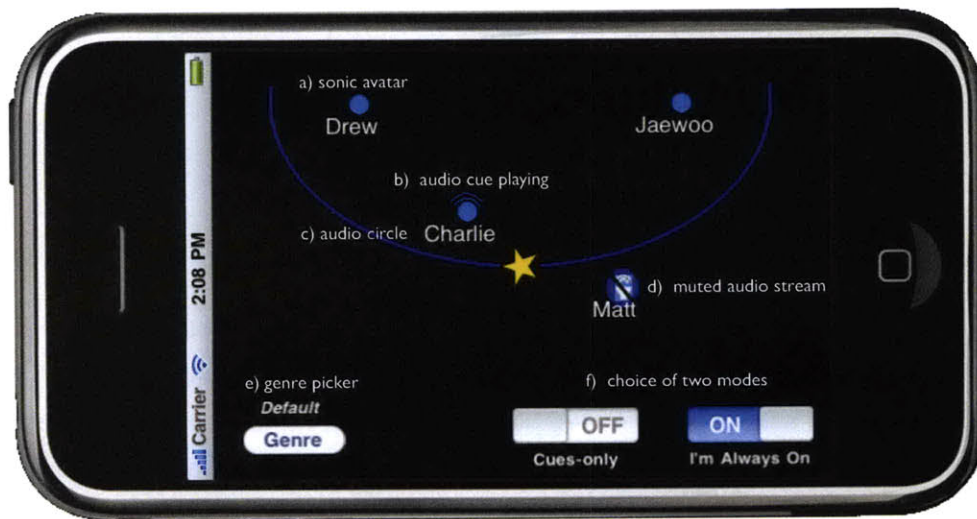 a) sonic avatar
Drew
Jaewoo
b) audio cue playing
c) audio circle
Charlie
d) muted audio stream
Matt
e) genre picker
Default
Genre
f) choice of two modes
OFF
Cues-only
ON
I'm Always On
Carrier
2:08 PM